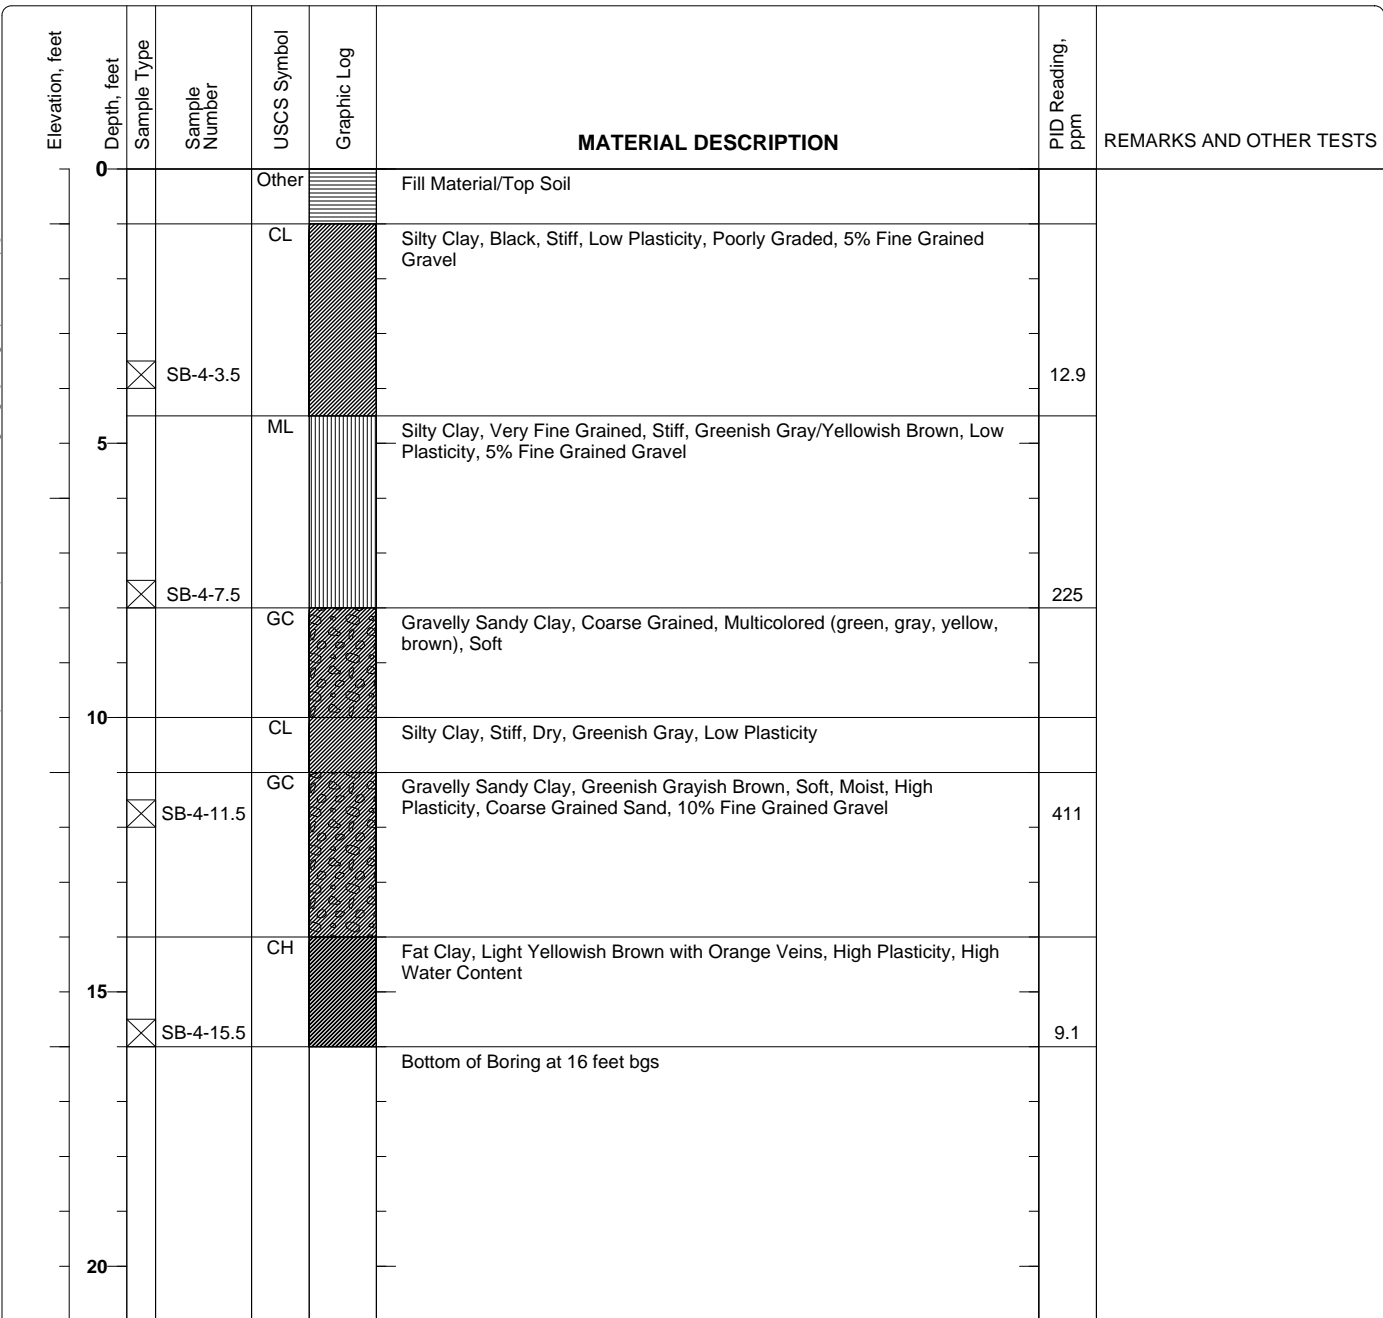 Elevation, feet
Depth, feet
Sample Type
Sample
Number
USCS Symbol
Graphic Log
MATERIAL DESCRIPTION
PID Reading,
ppm
REMARKS AND OTHER TESTS
0
Other
Fill Material/Top Soil
CL
Silty Clay, Black, Stiff, Low Plasticity, Poorly Graded, 5% Fine Grained
Gravel
SB-4-3.5
12.9
ML
Silty Clay, Very Fine Grained, Stiff, Greenish Gray/Yellowish Brown, Low
5
Plasticity, 5% Fine Grained Gravel
SB-4-7.5
225
GC
Gravelly Sandy Clay, Coarse Grained, Multicolored (green, gray, yellow,
brown), Soft
10
CL
Silty Clay, Stiff, Dry, Greenish Gray, Low Plasticity
GC
Gravelly Sandy Clay, Greenish Grayish Brown, Soft, Moist, High
Plasticity, Coarse Grained Sand, 10% Fine Grained Gravel
SB-4-11.5
411
CH
Fat Clay, Light Yellowish Brown with Orange Veins, High Plasticity, High
Water Content
15
SB-4-15.5
9.1
Bottom of Boring at 16 feet bgs
20